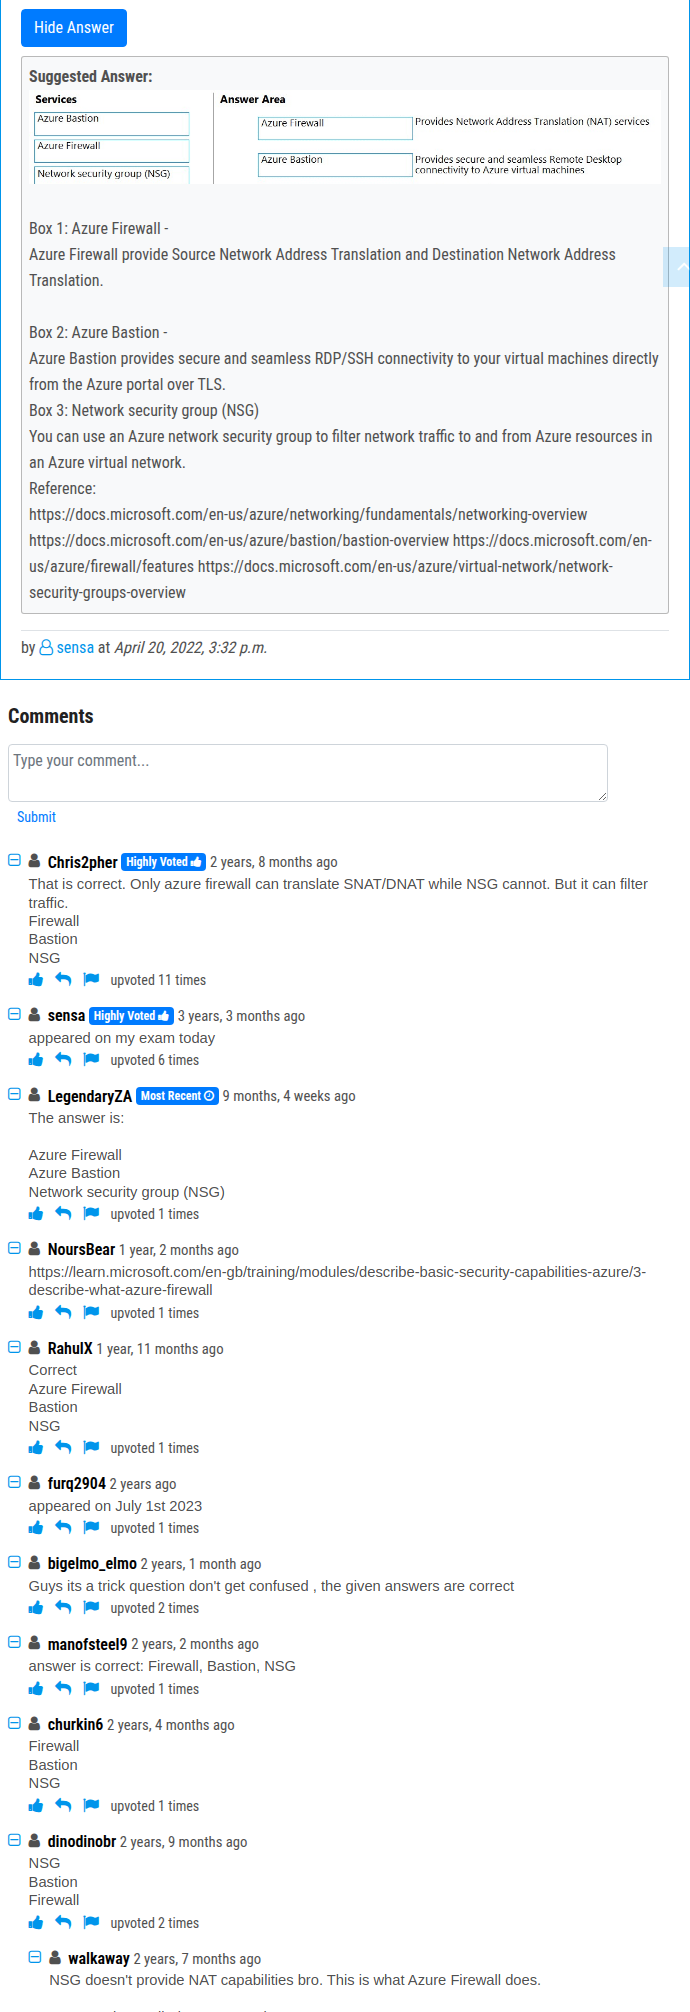 Hide Answer
Suggested Answer:
Services
Answer Area
Azure Bastion
Azure Firewall
Network security group (NSG)
Azure Firewall
Provides Network Address Translation (NAT) services
Azure Bastion
Provides secure and seamless Remote Desktop
connectivity to Azure virtual machines
Box 1: Azure Firewall -
Azure Firewall provide Source Network Address Translation and Destination Network Address
Translation.
Box 2: Azure Bastion -
Azure Bastion provides secure and seamless RDP/SSH connectivity to your virtual machines directly
from the Azure portal over TLS.
Box 3: Network security group (NSG)
You can use an Azure network security group to filter network traffic to and from Azure resources in
an Azure virtual network.
Reference:
https://docs.microsoft.com/en-us/azure/networking/fundamentals/networking-overview
https://docs.microsoft.com/en-us/azure/bastion/bastion-overview https://docs.microsoft.com/en-
us/azure/firewall/features https://docs.microsoft.com/en-us/azure/virtual-network/network-
security-groups-overview
by sensa at April 20, 2022, 3:32 p.m.
Comments
Type your comment...
Submit
Chris2pher Highly Voted 2 years, 8 months ago
That is correct. Only azure firewall can translate SNAT/DNAT while NSG cannot. But it can filter
traffic.
Firewall
Bastion
NSG
upvoted 11 times
sensa Highly Voted 3 years, 3 months ago
appeared on my exam today
upvoted 6 times
LegendaryZA Most Recent 9 months, 4 weeks ago
The answer is:
Azure Firewall
Azure Bastion
Network security group (NSG)
upvoted 1 times
NoursBear 1 year, 2 months ago
https://learn.microsoft.com/en-gb/training/modules/describe-basic-security-capabilities-azure/3-
describe-what-azure-firewall
upvoted 1 times
RahulX 1 year, 11 months ago
Correct
Azure Firewall
Bastion
NSG
upvoted 1 times
furq2904 2 years ago
appeared on July 1st 2023
upvoted 1 times
bigelmo_elmo 2 years, 1 month ago
Guys its a trick question don't get confused , the given answers are correct
upvoted 2 times
manofsteel9 2 years, 2 months ago
answer is correct: Firewall, Bastion, NSG
upvoted 1 times
churkin6 2 years, 4 months ago
Firewall
Bastion
NSG
upvoted 1 times
dinodinobr 2 years, 9 months ago
NSG
Bastion
Firewall
upvoted 2 times
walkaway 2 years, 7 months ago
NSG doesn't provide NAT capabilities bro. This is what Azure Firewall does.